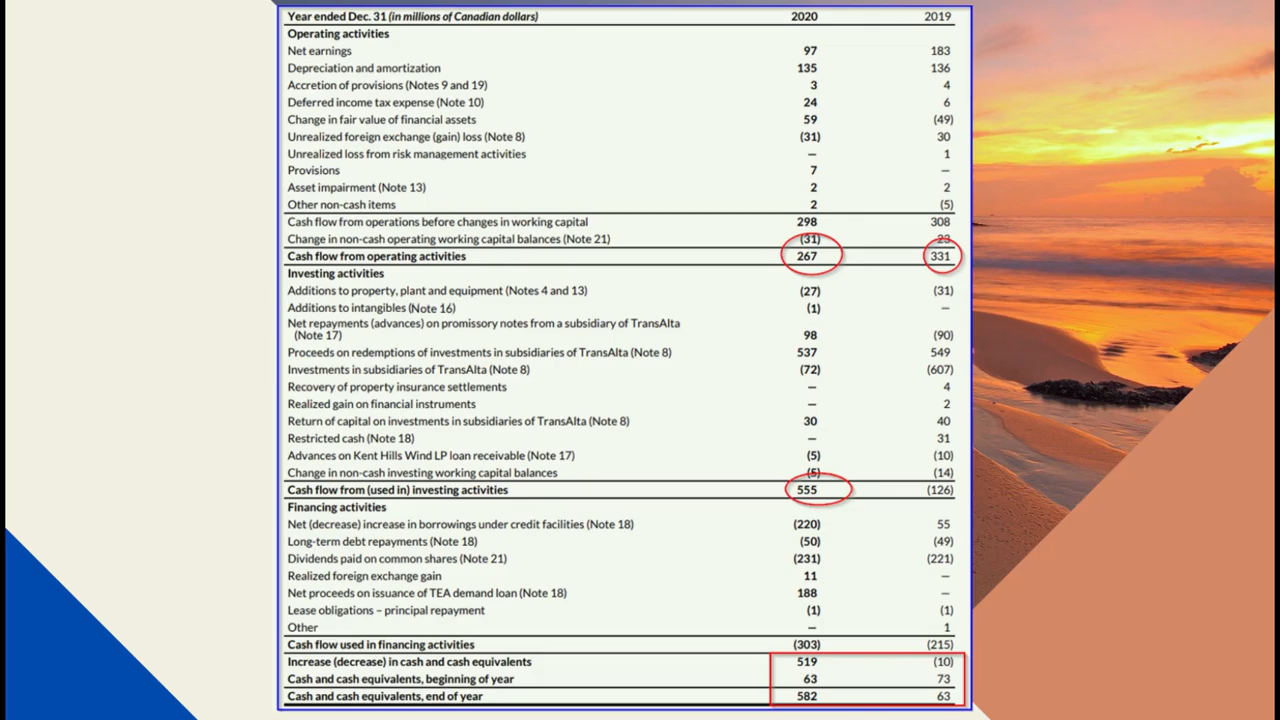 Year ended Dec. 31 (in millions of Canadian dollars) 2020 2019
Operating activities
Net earnings 97 183
Depreciation and amortization 135 136
Accretion of provisions (Notes 9 and 19) 3 4
Deferred income tax expense (Note 10) 24 6
Change in fair value of financial assets 59 (49)
Unrealized foreign exchange (gain) loss (Note 8) (31) 30
Unrealized loss from risk management activities — 1
Provisions 7 —
Asset impairment (Note 13) 2 2
Other non-cash items 2 (5)
Cash flow from operations before changes in working capital 298 308
Change in non-cash operating working capital balances (Note 21) (31) 23
Cash flow from operating activities 267 331
Investing activities
Additions to property, plant and equipment (Notes 4 and 13) (27) (31)
Additions to intangibles (Note 16) (1) —
Net repayments (advances) on promissory notes from a subsidiary of TransAlta
(Note 17) 98 (90)
Proceeds on redemptions of investments in subsidiaries of TransAlta (Note 8) 537 549
Investments in subsidiaries of TransAlta (Note 8) (72) (607)
Recovery of property insurance settlements — 4
Realized gain on financial instruments — 2
Return of capital on investments in subsidiaries of TransAlta (Note 8) 30 40
Restricted cash (Note 18) — 31
Advances on Kent Hills Wind LP loan receivable (Note 17) (5) (10)
Change in non-cash investing working capital balances (5) (14)
Cash flow from (used in) investing activities 555 (126)
Financing activities
Net (decrease) increase in borrowings under credit facilities (Note 18) (220) 55
Long-term debt repayments (Note 18) (50) (49)
Dividends paid on common shares (Note 21) (231) (221)
Realized foreign exchange gain 11 —
Net proceeds on issuance of TEA demand loan (Note 18) 188 —
Lease obligations – principal repayment (1) (1)
Other — 1
Cash flow used in financing activities (303) (215)
Increase (decrease) in cash and cash equivalents 519 (10)
Cash and cash equivalents, beginning of year 63 73
Cash and cash equivalents, end of year 582 63